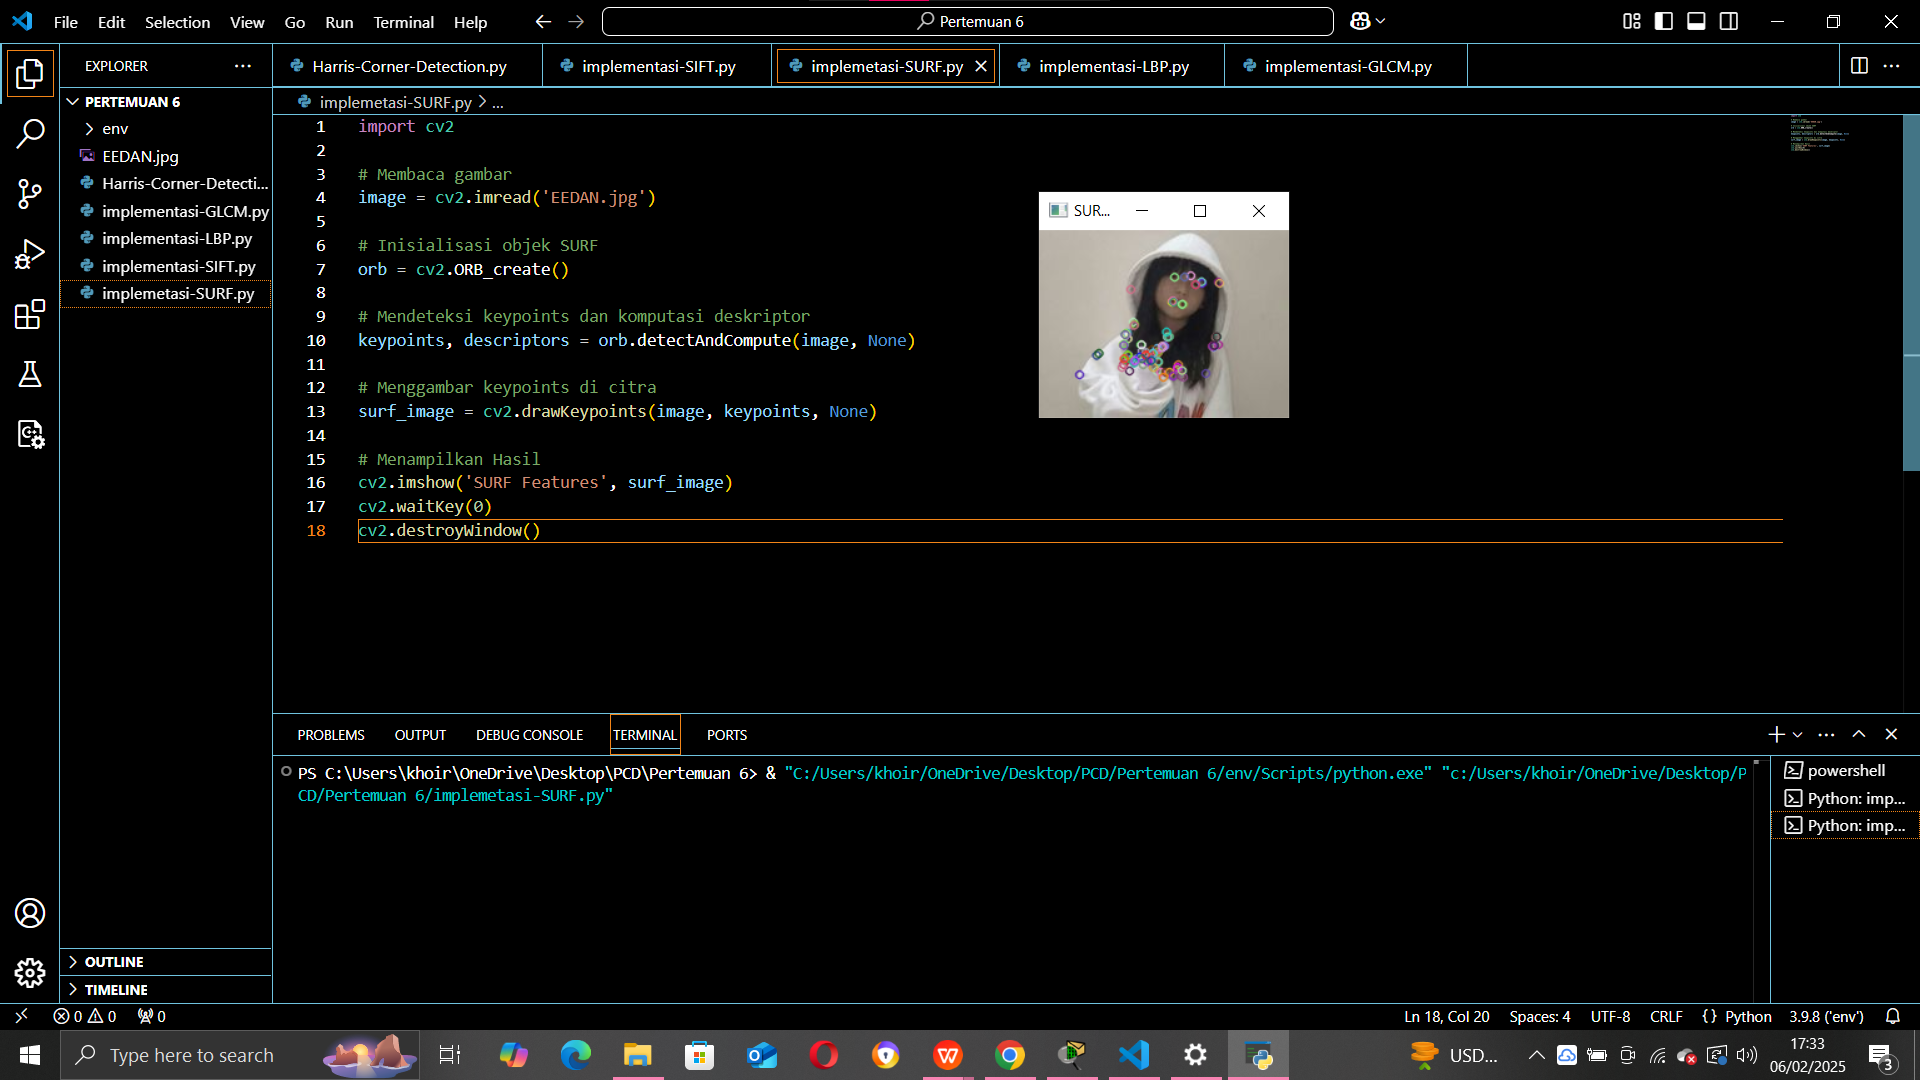 File Edit Selection View Go Run Terminal Help
Pertemuan 6
EXPLORER
PERTEMUAN 6
env
EEDAN.jpg
Harris-Corner-Detecti...
implementasi-GLCM.py
implementasi-LBP.py
implementasi-SIFT.py
implemetasi-SURF.py
OUTLINE
TIMELINE
Harris-Corner-Detection.py implementasi-SIFT.py implemetasi-SURF.py implementasi-LBP.py implementasi-GLCM.py
implemetasi-SURF.py > ...
1 import cv2
2
3 # Membaca gambar
4 image = cv2.imread('EEDAN.jpg')
5
6 # Inisialisasi objek SURF
7 orb = cv2.ORB_create()
8
9 # Mendeteksi keypoints dan komputasi deskriptor
10 keypoints, descriptors = orb.detectAndCompute(image, None)
11
12 # Menggambar keypoints di citra
13 surf_image = cv2.drawKeypoints(image, keypoints, None)
14
15 # Menampilkan Hasil
16 cv2.imshow('SURF Features', surf_image)
17 cv2.waitKey(0)
18 cv2.destroyWindow()
SUR...
PROBLEMS OUTPUT DEBUG CONSOLE TERMINAL PORTS
PS C:\Users\khoir\OneDrive\Desktop\PCD\Pertemuan 6> & "C:/Users/khoir/OneDrive/Desktop/PCD/Pertemuan 6/env/Scripts/python.exe" "c:/Users/khoir/OneDrive/Desktop/P
CD/Pertemuan 6/implemetasi-SURF.py"
powershell
Python: imp...
Python: imp...
0 0 0
Ln 18, Col 20 Spaces: 4 UTF-8 CRLF {} Python 3.9.8 ('env')
Type here to search
USD...
17:33
06/02/2025
3